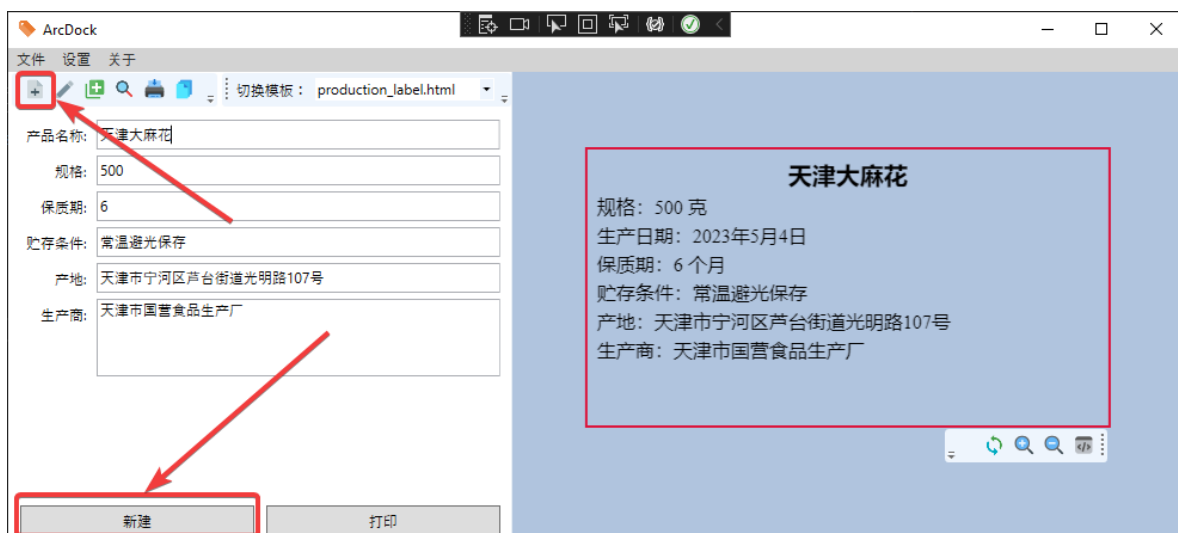 ArcDock
文件 设置 关于
切换模板： production_label.html
产品名称: 天津大麻花
规格: 500
保质期: 6
贮存条件: 常温避光保存
产地: 天津市宁河区芦台街道光明路107号
生产商: 天津市国营食品生产厂
新建 打印
天津大麻花
规格：500 克
生产日期：2023年5月4日
保质期：6 个月
贮存条件：常温避光保存
产地：天津市宁河区芦台街道光明路107号
生产商：天津市国营食品生产厂